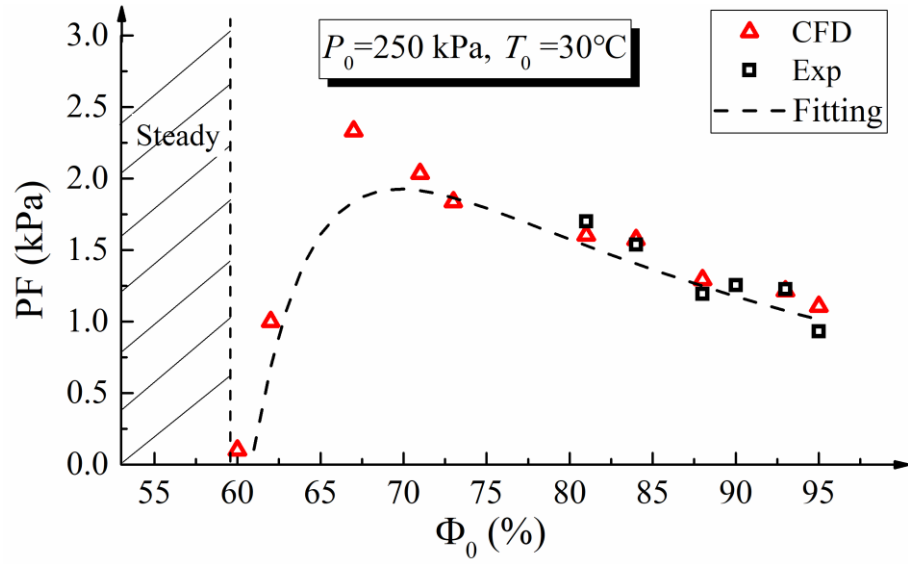 P₀=250 kPa, T₀ =30°C
CFD
Exp
Fitting
Steady
PF (kPa)
3.0
2.5
2.0
1.5
1.0
0.5
0.0
55 60 65 70 75 80 85 90 95
Φ₀ (%)